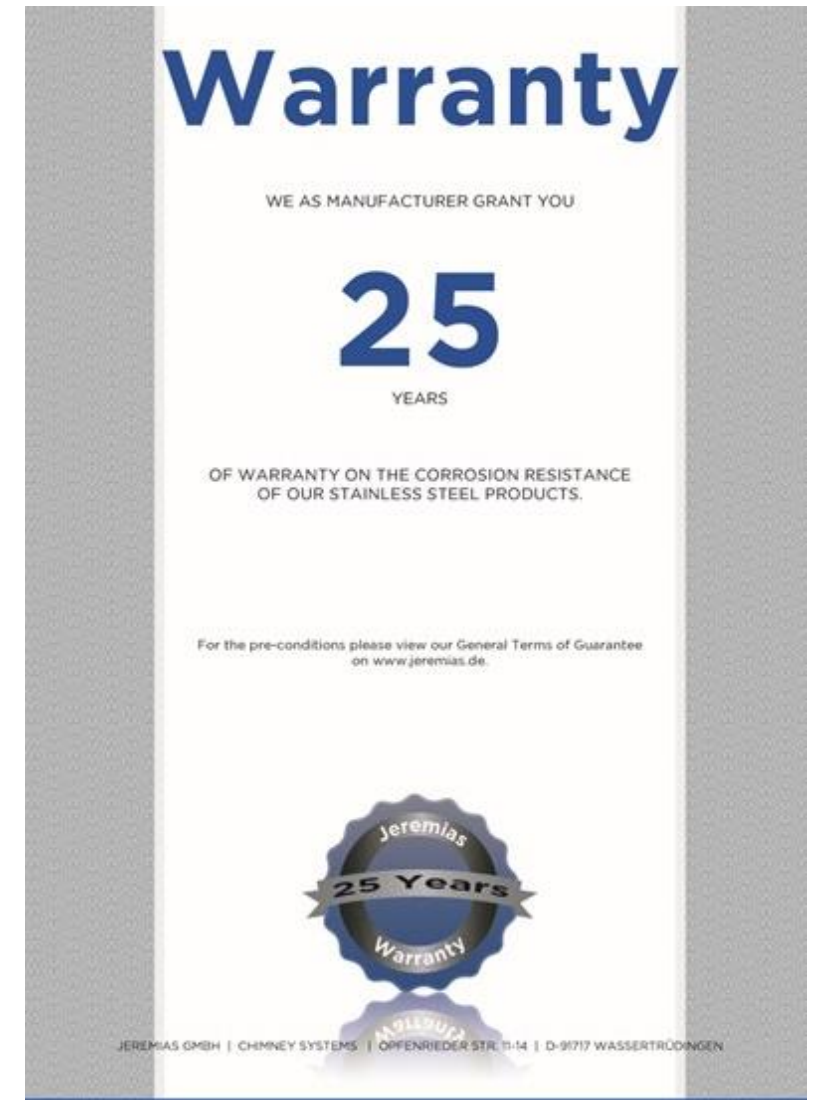 Warranty
WE AS MANUFACTURER GRANT YOU
25
YEARS
OF WARRANTY ON THE CORROSION RESISTANCE
OF OUR STAINLESS STEEL PRODUCTS.
For the pre-conditions please view our General Terms of Guarantee
on www.jeremias.de.
Jeremias
25 Years
Warranty
JEREMIAS GMBH | CHIMNEY SYSTEMS | OPFENRIEDER STR. 11-14 | D-91717 WASSERTRÜDINGEN